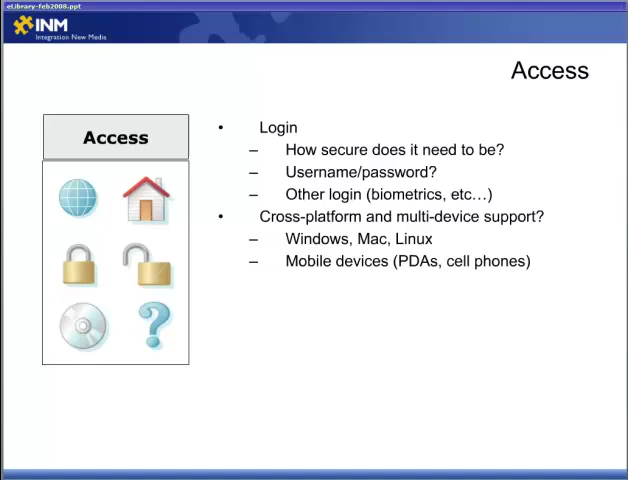 eLibrary-feb2008.ppt
INM
Integration New Media
Access
Access
• Login
– How secure does it need to be?
– Username/password?
– Other login (biometrics, etc…)
• Cross-platform and multi-device support?
– Windows, Mac, Linux
– Mobile devices (PDAs, cell phones)